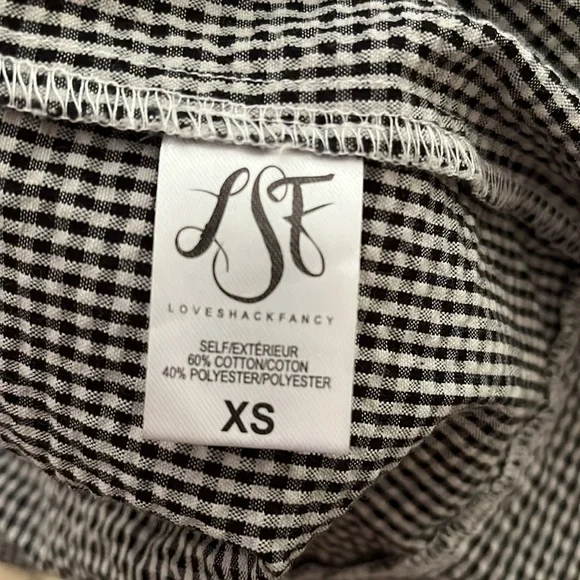 LSF
LOVESHACKFANCY
SELF/EXTÉRIEUR
60% COTTON/COTON
40% POLYESTER/POLYESTER
XS